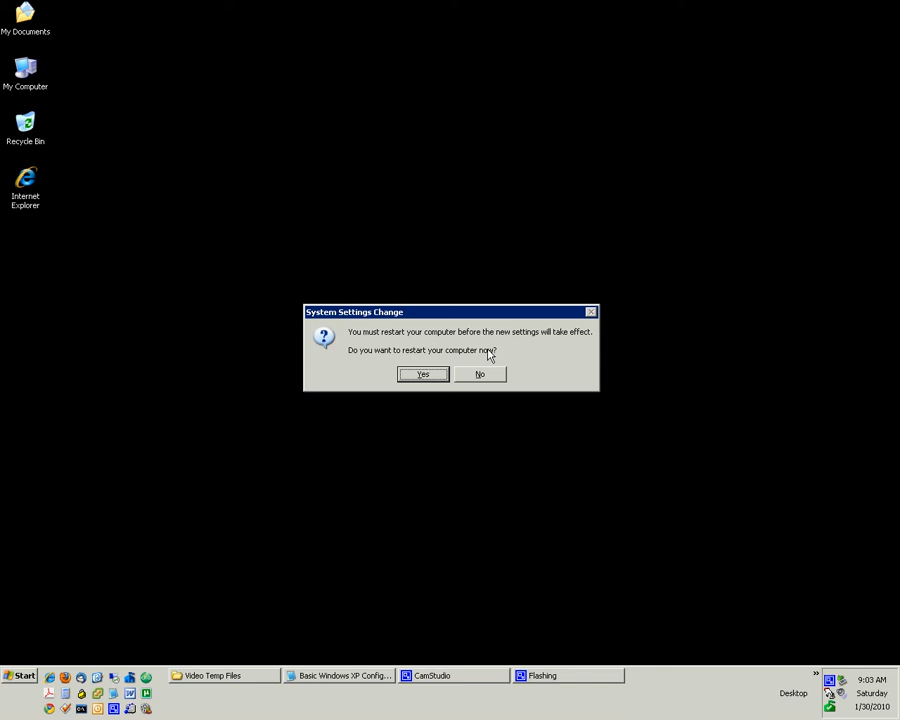 My Documents
My Computer
Recycle Bin
Internet
Explorer
System Settings Change
You must restart your computer before the new settings will take effect.
Do you want to restart your computer now?
Yes
No
Start
Video Temp Files
Basic Windows XP Config...
CamStudio
Flashing
Desktop
»
9:03 AM
Saturday
1/30/2010